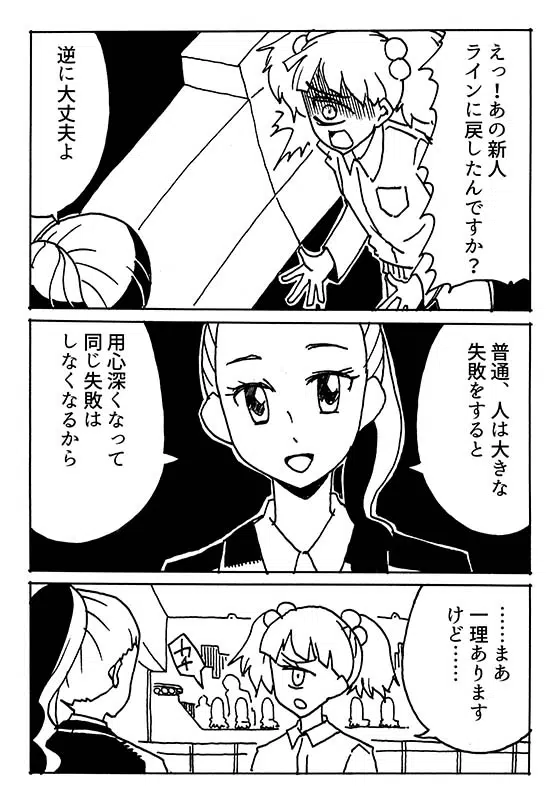 えっ！あの新人
ラインに戻したんですか？
逆に大丈夫よ
普通、人は大きな
失敗をすると
用心深くなって
同じ失敗は
しなくなるから
………まあ
一理あります
けど……